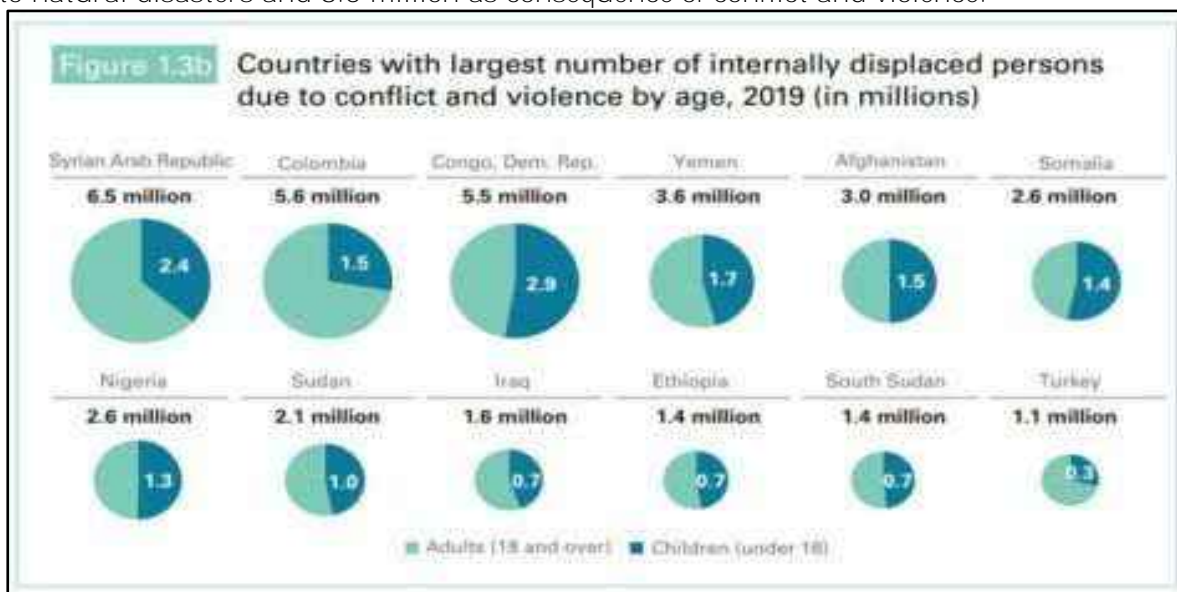 to natural disasters and 8.5 million as consequence of conflict and violence.
Figure 1.3b Countries with largest number of internally displaced persons
due to conflict and violence by age, 2019 (in millions)
Syrian Arab Republic Colombia Congo, Dem. Rep. Yemen Afghanistan Somalia
6.5 million 5.6 million 5.5 million 3.6 million 3.0 million 2.6 million
2.4 1.5 2.9 1.7 1.5 1.4
Nigeria Sudan Iraq Ethiopia South Sudan Turkey
2.6 million 2.1 million 1.6 million 1.4 million 1.4 million 1.1 million
1.3 1.0 0.7 0.7 0.7 0.3
Adults (18 and over) Children (under 18)